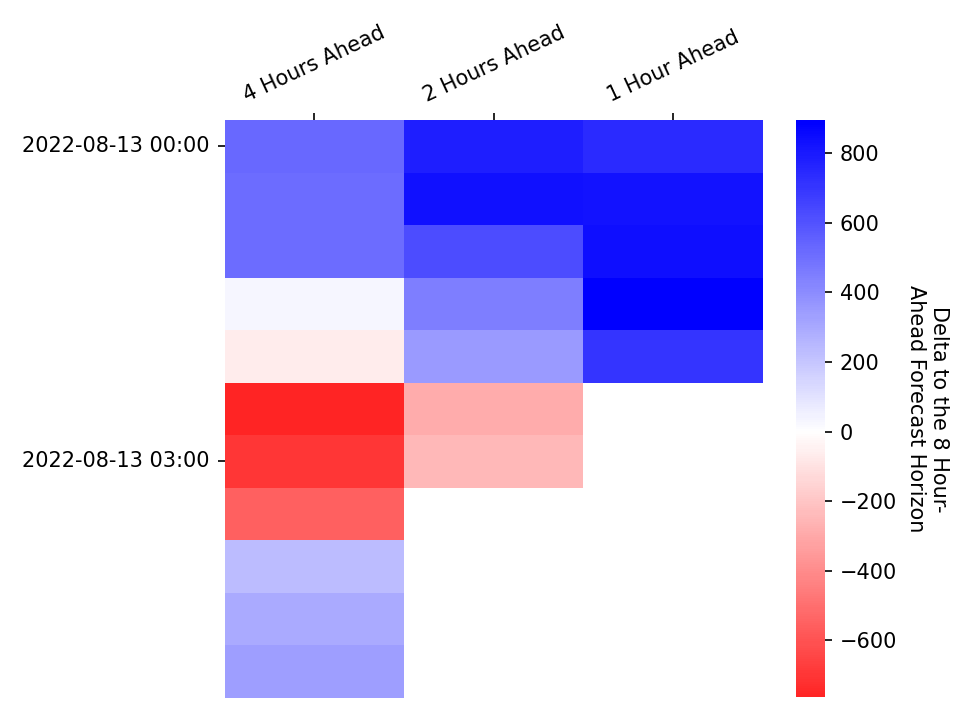 4 Hours Ahead
2 Hours Ahead
1 Hour Ahead
2022-08-13 00:00
2022-08-13 03:00
800
600
400
200
0
−200
−400
−600
Delta to the 8 Hour-
Ahead Forecast Horizon